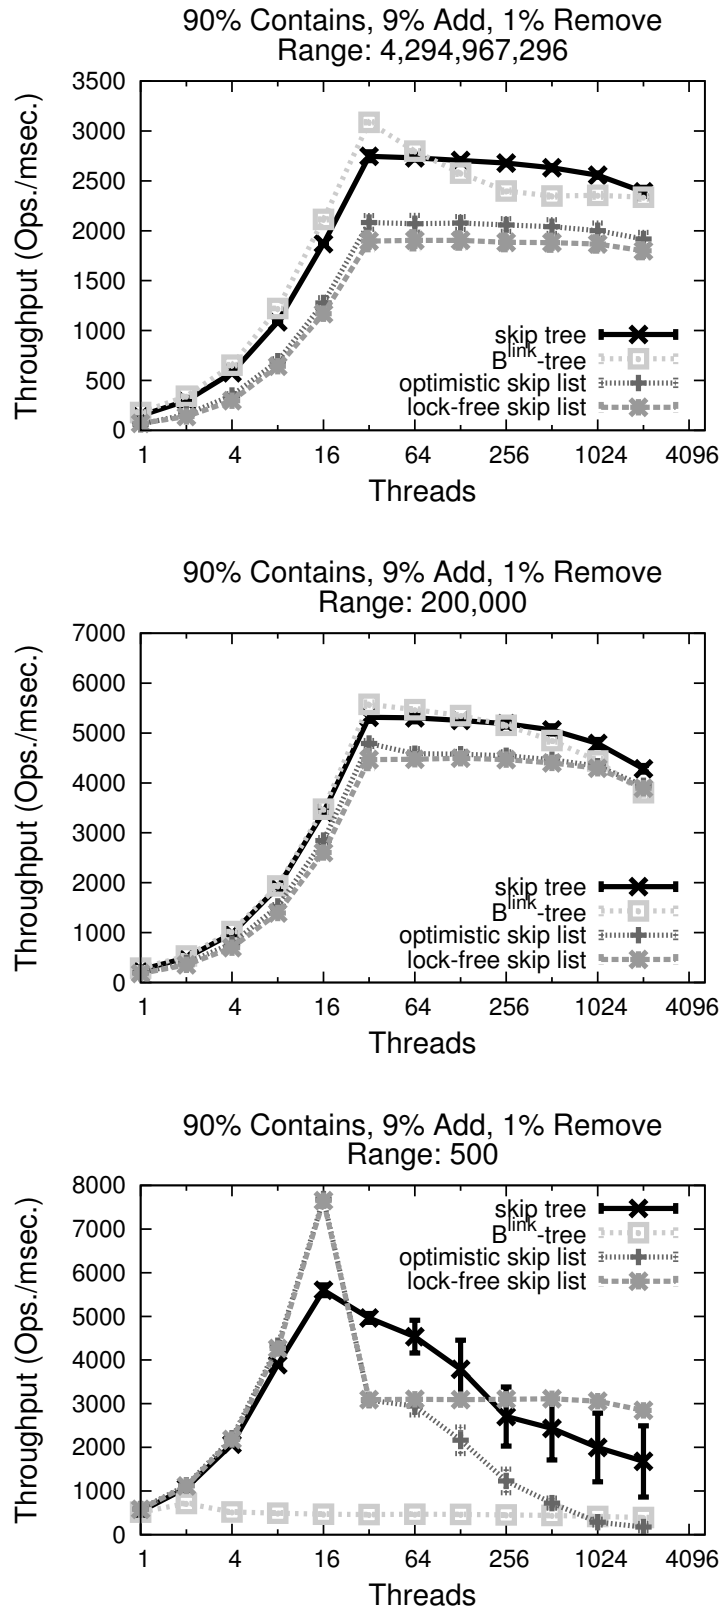 90% Contains, 9% Add, 1% Remove
Range: 4,294,967,296
3500
3000
2500
2000
1500
1000
500
0
Throughput (Ops./msec.)
skip tree
B^link-tree
optimistic skip list
lock-free skip list
1 4 16 64 256 1024 4096
Threads
90% Contains, 9% Add, 1% Remove
Range: 200,000
7000
6000
5000
4000
3000
2000
1000
0
Throughput (Ops./msec.)
skip tree
B^link-tree
optimistic skip list
lock-free skip list
1 4 16 64 256 1024 4096
Threads
90% Contains, 9% Add, 1% Remove
Range: 500
8000
7000
6000
5000
4000
3000
2000
1000
0
Throughput (Ops./msec.)
skip tree
B^link-tree
optimistic skip list
lock-free skip list
1 4 16 64 256 1024 4096
Threads